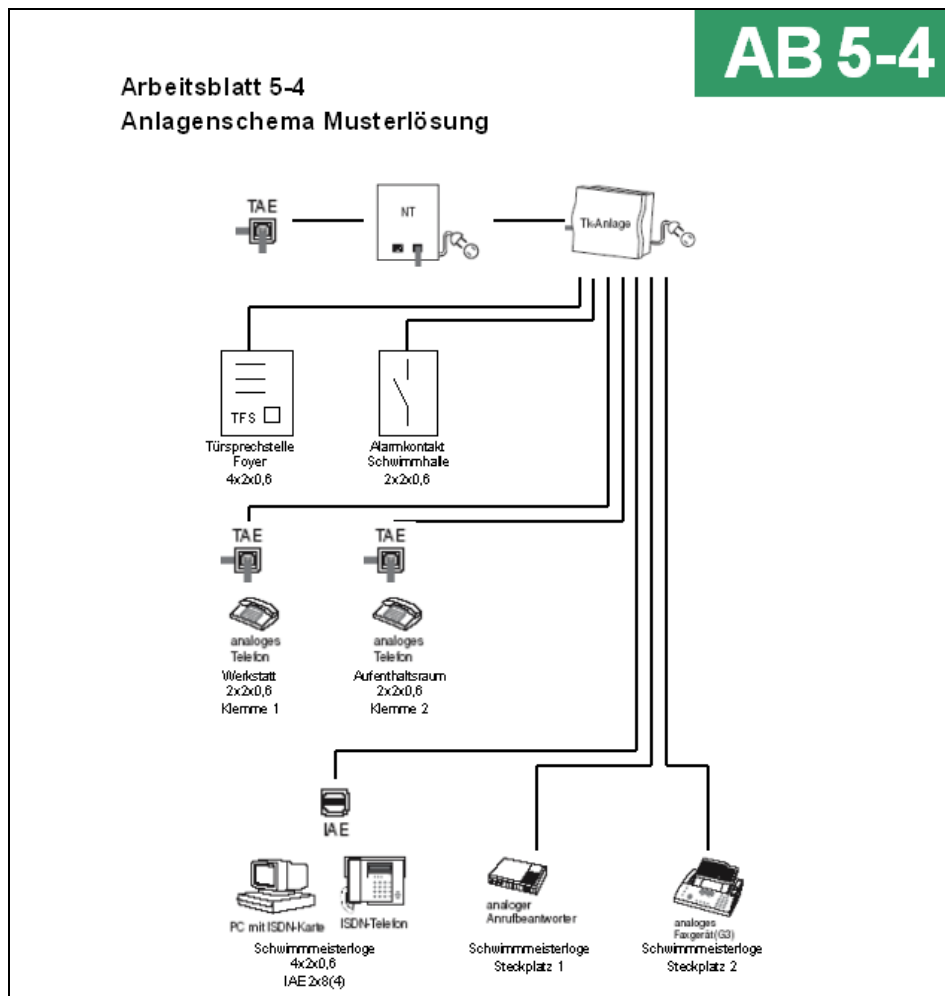 AB 5-4
Arbeitsblatt 5-4
Anlagenschema Musterlösung
TAE
NT
Tk-Anlage
TFS
Türsprechstelle
Foyer
4x2x0,6
Alarmkontakt
Schwimmhalle
2x2x0,6
TAE
analoges
Telefon
Werkstatt
2x2x0,6
Klemme 1
TAE
analoges
Telefon
Aufenthaltsraum
2x2x0,6
Klemme 2
IAE
PC mit ISDN-Karte
ISDN-Telefon
Schwimmmeisterloge
4x2x0,6
IAE 2x8(4)
analoger
Anrufbeantworter
Schwimmmeisterloge
Steckplatz 1
analoges
Faxgerät(G3)
Schwimmmeisterloge
Steckplatz 2